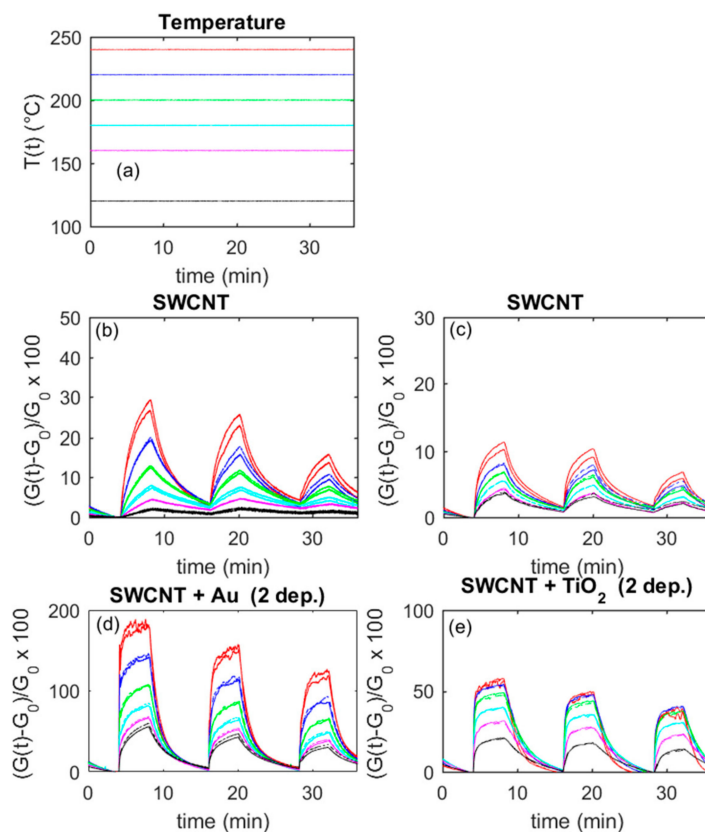 Temperature
250
200
150
100
T(t) (°C)
(a)
0 10 20 30
time (min)
SWCNT
50
40
30
20
10
0
(G(t)-G₀)/G₀ x 100
(b)
0 10 20 30
time (min)
SWCNT
30
20
10
0
(G(t)-G₀)/G₀ x 100
(c)
0 10 20 30
time (min)
SWCNT + Au (2 dep.)
200
100
0
(G(t)-G₀)/G₀ x 100
(d)
0 10 20 30
time (min)
SWCNT + TiO₂ (2 dep.)
100
50
0
(G(t)-G₀)/G₀ x 100
(e)
0 10 20 30
time (min)